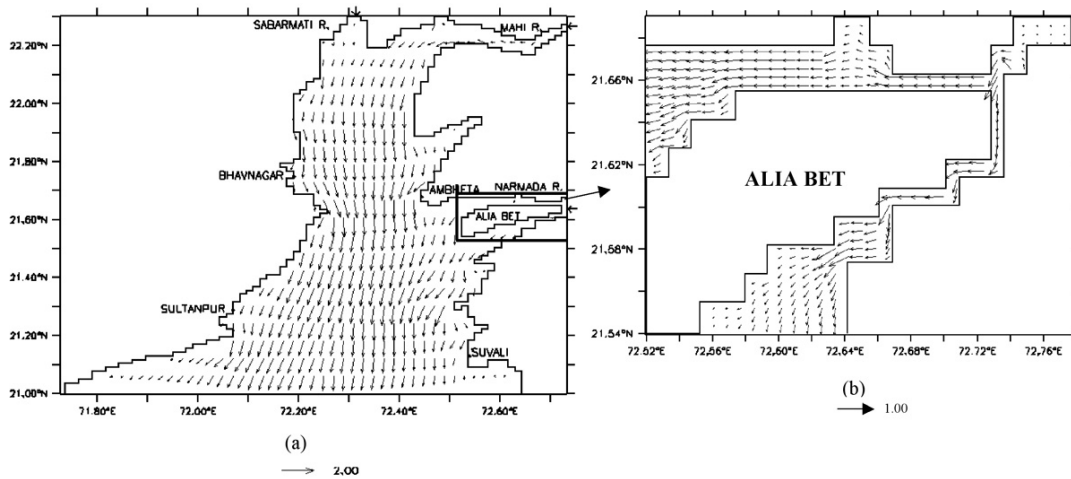 SABARMATI R.
MAHI R.
22.20°N
22.00°N
21.80°N
21.60°N
21.40°N
21.20°N
21.00°N
BHAVNAGAR
AMBHETA
NARMADA R.
ALIA BET
SULTANPUR
SUVALI
71.80°E
72.00°E
72.20°E
72.40°E
72.60°E
(a)
2.00
21.66°N
21.62°N
21.58°N
21.54°N
ALIA BET
72.52°E
72.56°E
72.60°E
72.64°E
72.68°E
72.72°E
72.76°E
(b)
1.00